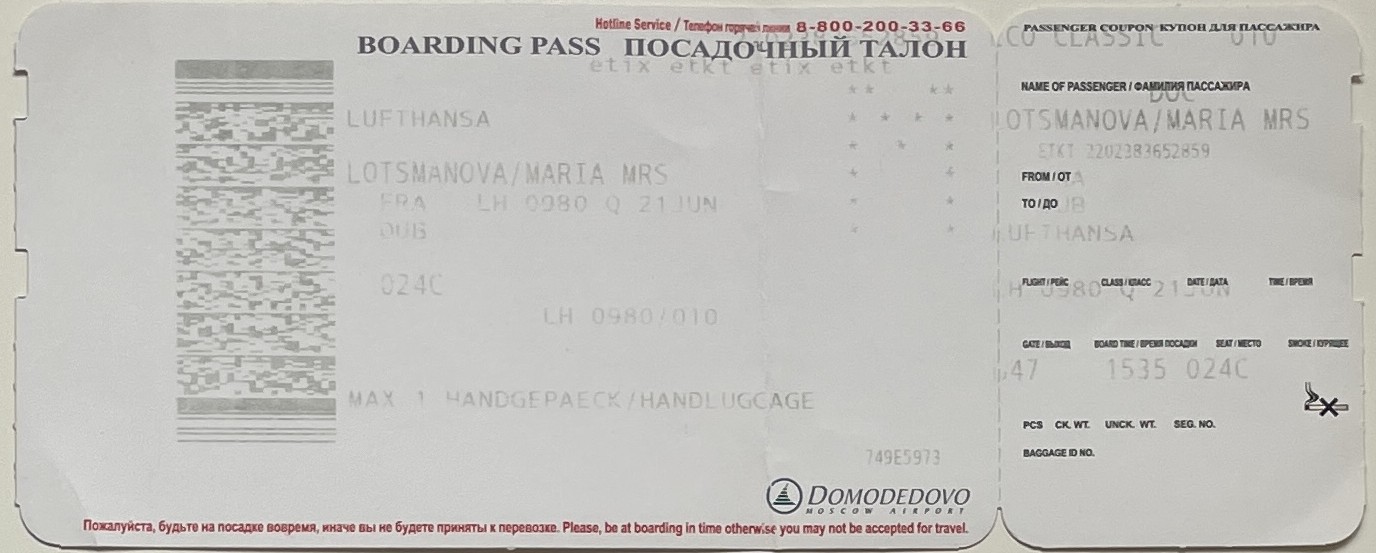 Hotline Service / Телефон горячей линии 8-800-200-33-66
BOARDING PASS ПОСАДОЧНЫЙ ТАЛОН
etix etkt etix etkt
LUFTHANSA
LOTSMANOVA/MARIA MRS
FRA LH 0980 Q 21JUN
DUB
024C
LH 0980/010
MAX 1 HANDGEPAECK/HANDLUGCAGE
749E5973
DOMODEDOVO
MOSCOW AIRPORT
Пожалуйста, будьте на посадке вовремя, иначе вы не будете приняты к перевозке. Please, be at boarding in time otherwise you may not be accepted for travel.
PASSENGER COUPON КУПОН ДЛЯ ПАССАЖИРА
CO CLASSIC 010
NAME OF PASSENGER / ФАМИЛИЯ ПАССАЖИРА
DOC
OTSMANOVA/MARIA MRS
ETKT 2202383652859
FROM / ОТ
TO / ДО
UFTHANSA
FLIGHT / РЕЙС CLASS / КЛАСС DATE / ДАТА TIME / ВРЕМЯ
H 0980 Q 21JUN
GATE / ВЫХОД BOARD TIME / ВРЕМЯ ПОСАДКИ SEAT / МЕСТО SMOKE / КУРЯЩЕЕ
47 1535 024C
PCS CK. WT. UNCK. WT. SEG. NO.
BAGGAGE ID NO.